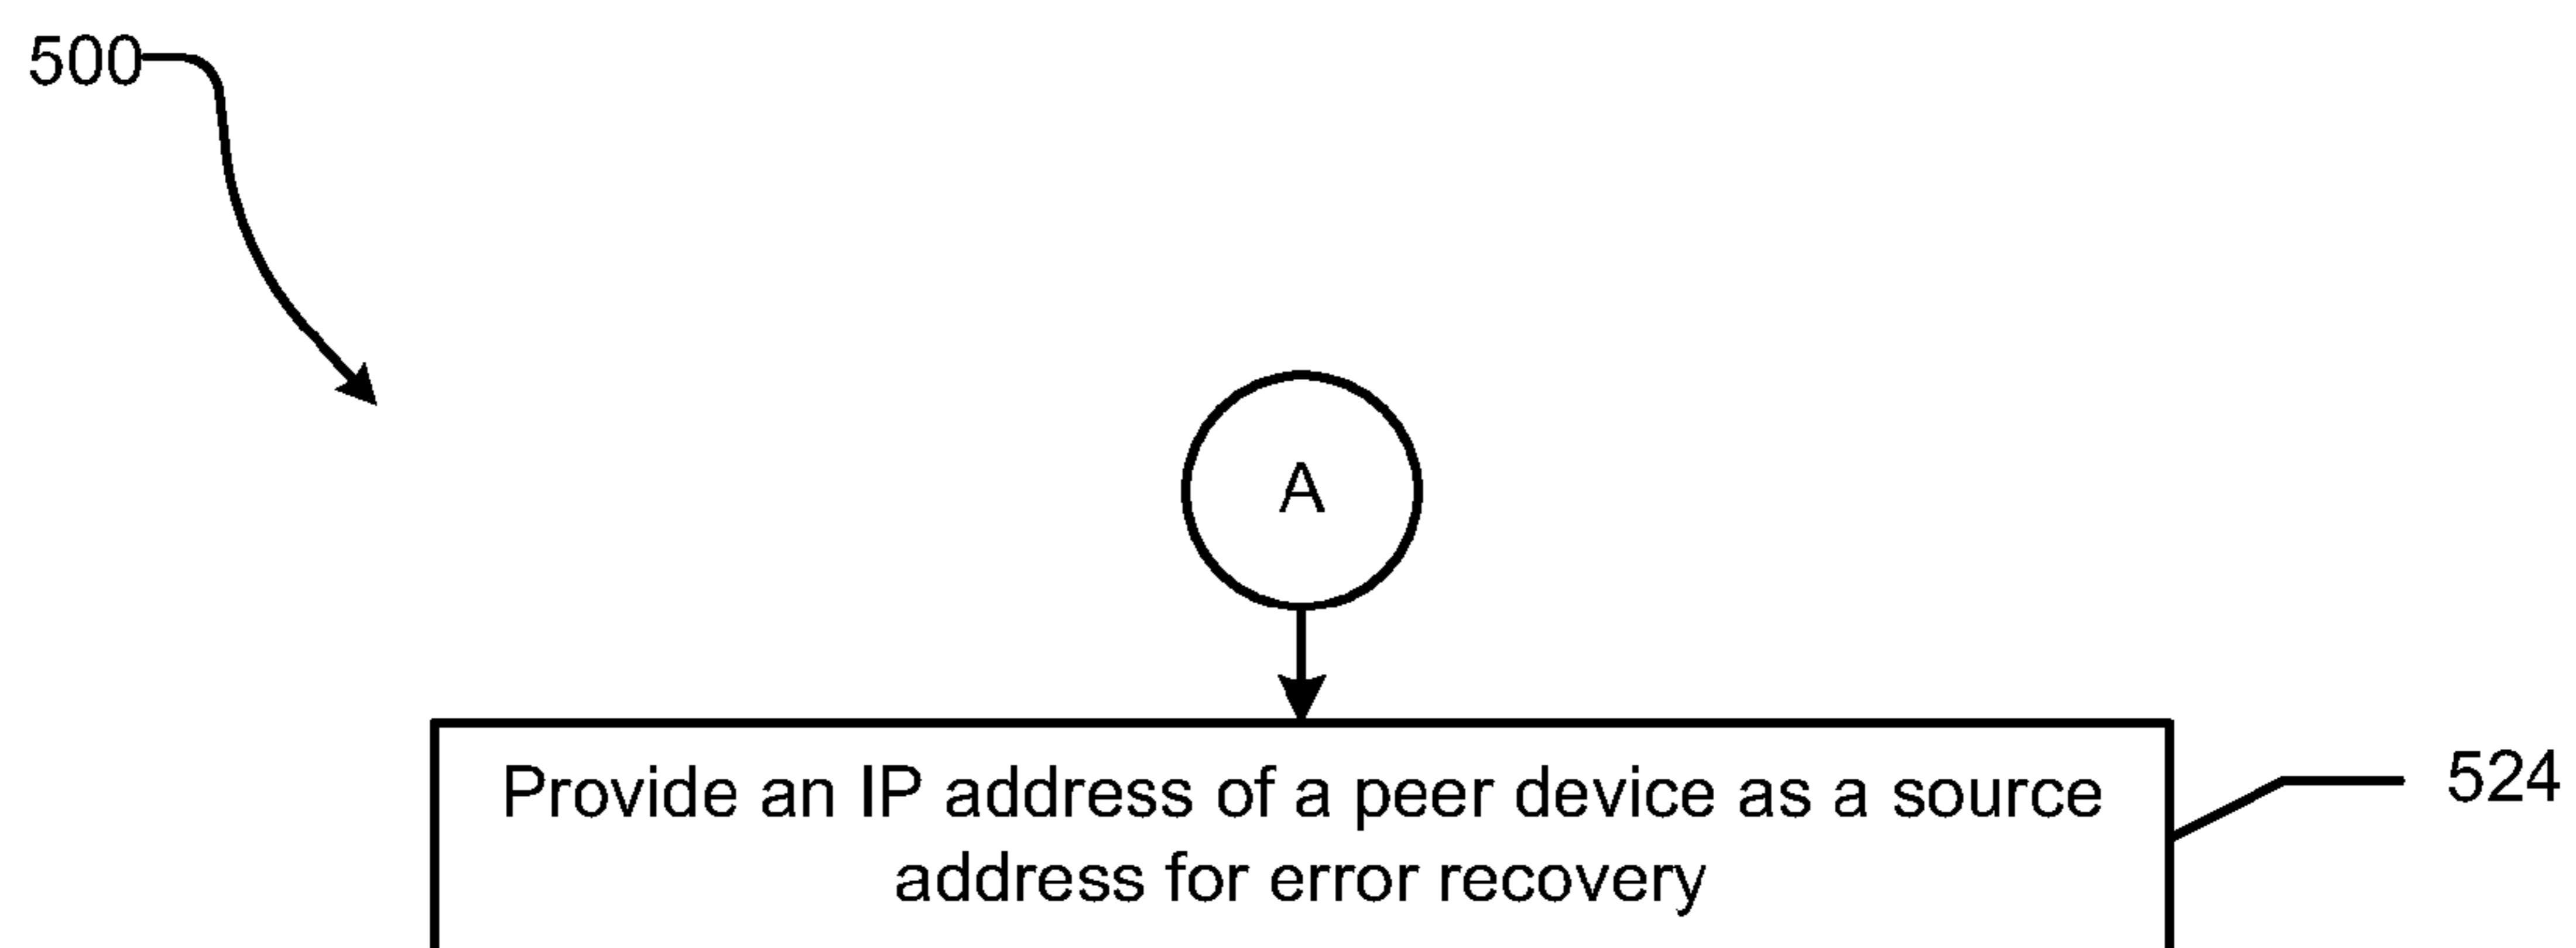 500
A
Provide an IP address of a peer device as a source
address for error recovery
524